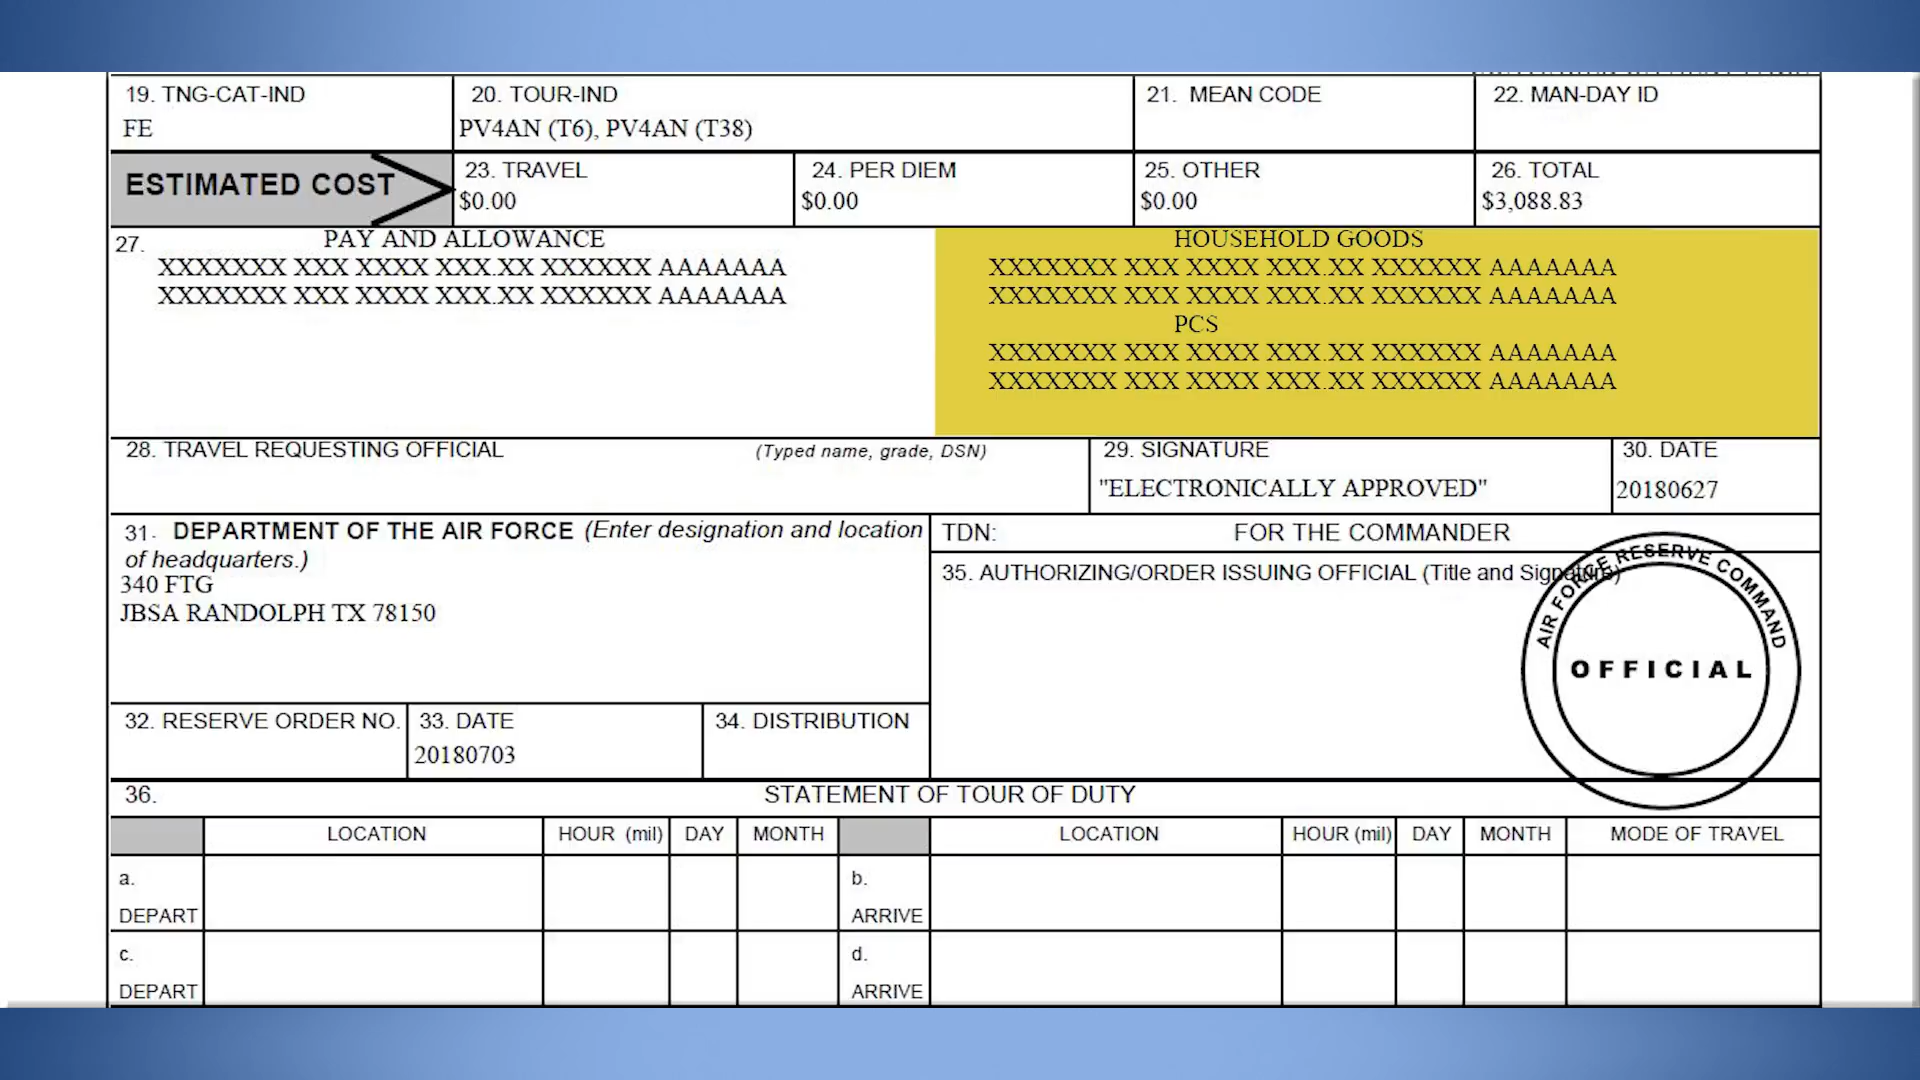 19. TNG-CAT-IND
FE
20. TOUR-IND
PV4AN (T6), PV4AN (T38)
21. MEAN CODE
22. MAN-DAY ID
ESTIMATED COST
23. TRAVEL
$0.00
24. PER DIEM
$0.00
25. OTHER
$0.00
26. TOTAL
$3,088.83
27.
PAY AND ALLOWANCE
XXXXXXX XXX XXXX XXX.XX XXXXXX AAAAAAA
XXXXXXX XXX XXXX XXX.XX XXXXXX AAAAAAA
HOUSEHOLD GOODS
XXXXXXX XXX XXXX XXX.XX XXXXXX AAAAAAA
XXXXXXX XXX XXXX XXX.XX XXXXXX AAAAAAA
PCS
XXXXXXX XXX XXXX XXX.XX XXXXXX AAAAAAA
XXXXXXX XXX XXXX XXX.XX XXXXXX AAAAAAA
28. TRAVEL REQUESTING OFFICIAL (Typed name, grade, DSN)
29. SIGNATURE
"ELECTRONICALLY APPROVED"
30. DATE
20180627
31. DEPARTMENT OF THE AIR FORCE (Enter designation and location
of headquarters.)
340 FTG
JBSA RANDOLPH TX 78150
TDN: FOR THE COMMANDER
35. AUTHORIZING/ORDER ISSUING OFFICIAL (Title and Signature)
AIR FORCE RESERVE COMMAND
OFFICIAL
32. RESERVE ORDER NO.
33. DATE
20180703
34. DISTRIBUTION
36. STATEMENT OF TOUR OF DUTY
LOCATION HOUR (mil) DAY MONTH LOCATION HOUR (mil) DAY MONTH MODE OF TRAVEL
a.
DEPART
b.
ARRIVE
c.
DEPART
d.
ARRIVE